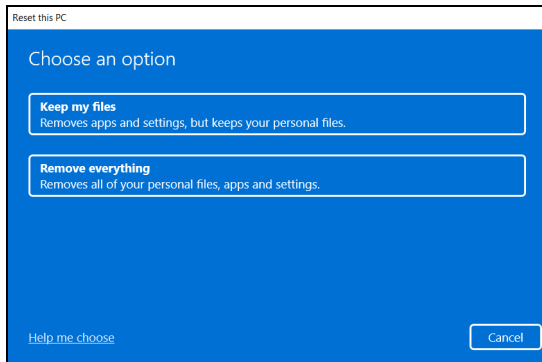 Reset this PC
Choose an option
Keep my files
Removes apps and settings, but keeps your personal files.
Remove everything
Removes all of your personal files, apps and settings.
Help me choose
Cancel